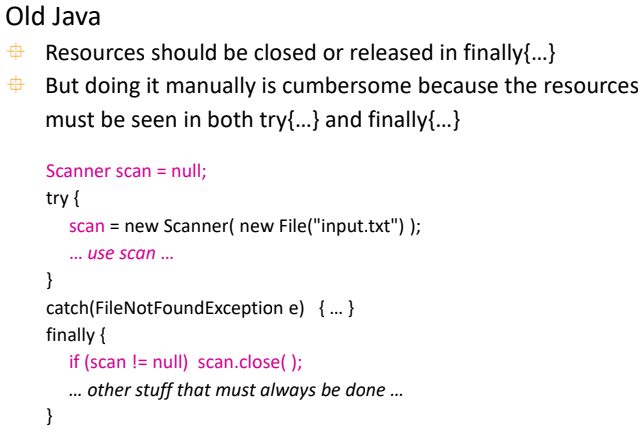 Old Java
Resources should be closed or released in finally{…}
But doing it manually is cumbersome because the resources
must be seen in both try{…} and finally{…}
Scanner scan = null;
try {
scan = new Scanner( new File("input.txt") );
… use scan …
}
catch(FileNotFoundException e) { … }
finally {
if (scan != null) scan.close( );
… other stuff that must always be done …
}